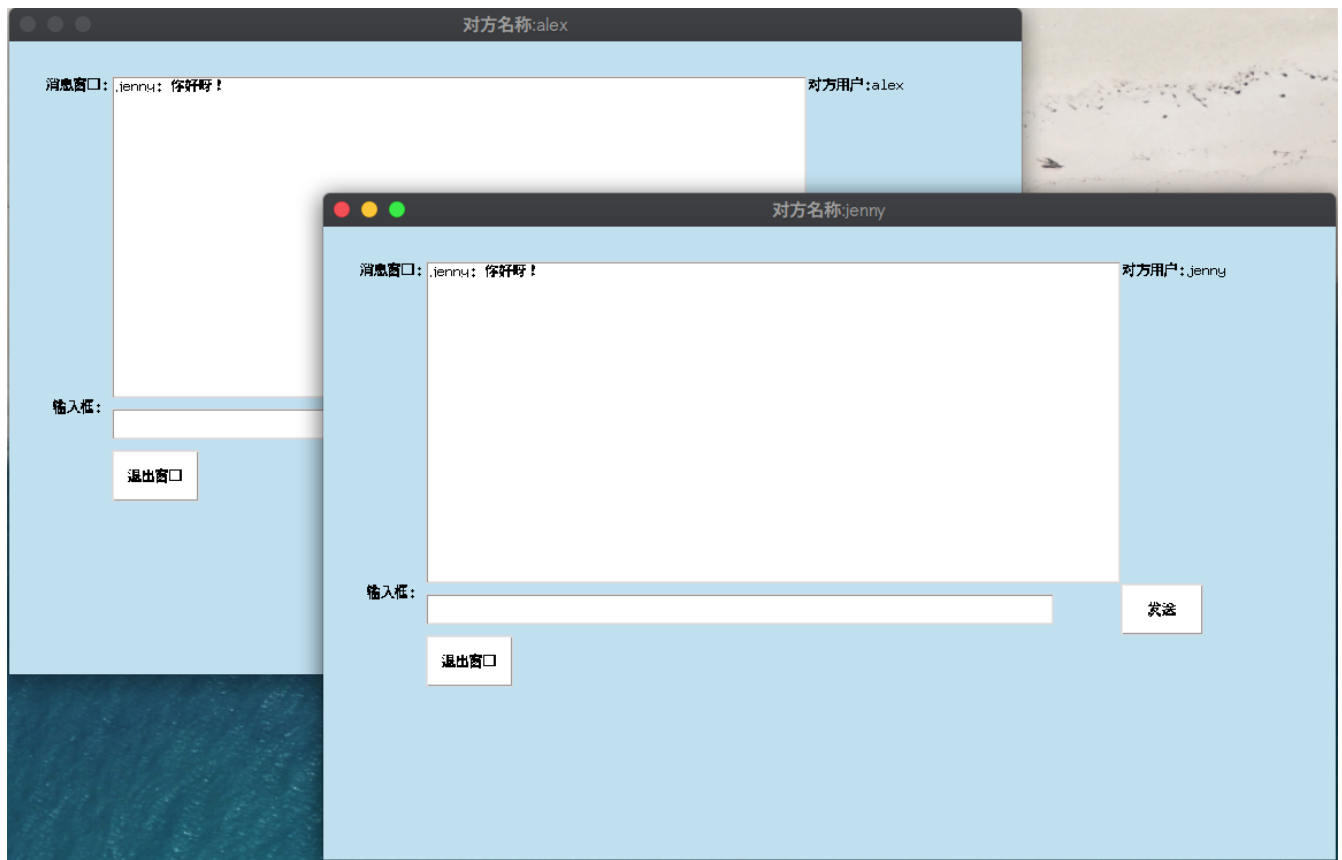 对方名称:alex
消息窗口: jenny: 你好呀!
对方用户:alex
输入框:
退出窗口
对方名称:jenny
消息窗口: jenny: 你好呀!
对方用户:jenny
输入框:
发送
退出窗口